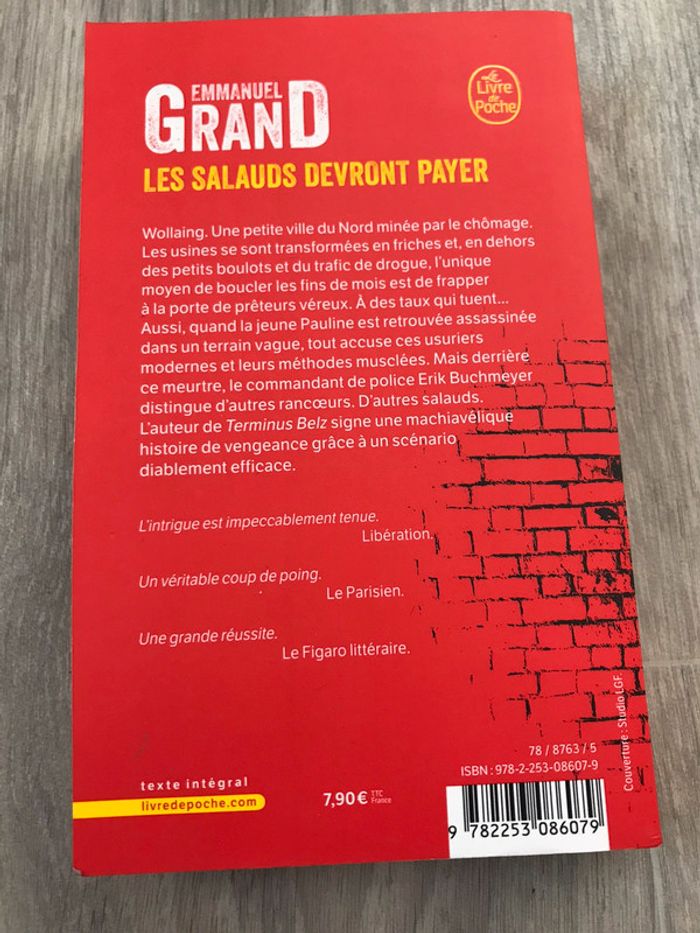 EMMANUEL
GRAND
Le
Livre
de
Poche
LES SALAUDS DEVRONT PAYER
Wollaing. Une petite ville du Nord minée par le chômage.
Les usines se sont transformées en friches et, en dehors
des petits boulots et du trafic de drogue, l'unique
moyen de boucler les fins de mois est de frapper
à la porte de prêteurs véreux. À des taux qui tuent...
Aussi, quand la jeune Pauline est retrouvée assassinée
dans un terrain vague, tout accuse ces usuriers
modernes et leurs méthodes musclées. Mais derrière
ce meurtre, le commandant de police Erik Buchmeyer
distingue d'autres rancœurs. D'autres salauds.
L'auteur de Terminus Belz signe une machiavélique
histoire de vengeance grâce à un scénario
diablement efficace.
L'intrigue est impeccablement tenue.
Libération.
Un véritable coup de poing.
Le Parisien.
Une grande réussite.
Le Figaro littéraire.
Couverture : Studio LGF.
78 / 8763 / 5
ISBN : 978-2-253-08607-9
texte intégral
livredepoche.com
7,90 € TTC
France
9 782253 086079